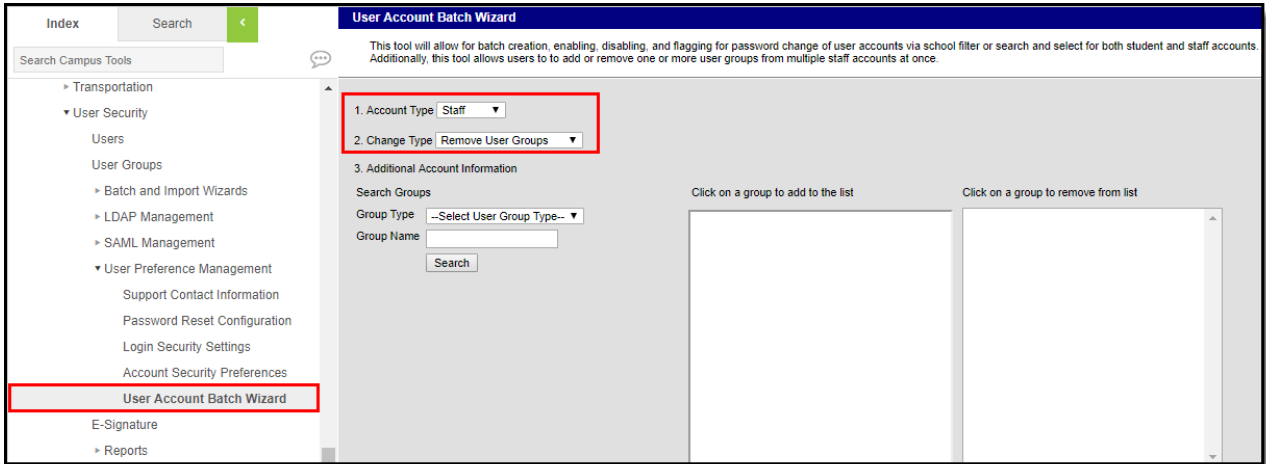 Index
Search
Search Campus Tools
Transportation
User Security
Users
User Groups
Batch and Import Wizards
LDAP Management
SAML Management
User Preference Management
Support Contact Information
Password Reset Configuration
Login Security Settings
Account Security Preferences
User Account Batch Wizard
E-Signature
Reports
User Account Batch Wizard
This tool will allow for batch creation, enabling, disabling, and flagging for password change of user accounts via school filter or search and select for both student and staff accounts.
Additionally, this tool allows users to to add or remove one or more user groups from multiple staff accounts at once.
1. Account Type Staff
2. Change Type Remove User Groups
3. Additional Account Information
Search Groups
Group Type --Select User Group Type--
Group Name
Search
Click on a group to add to the list
Click on a group to remove from list